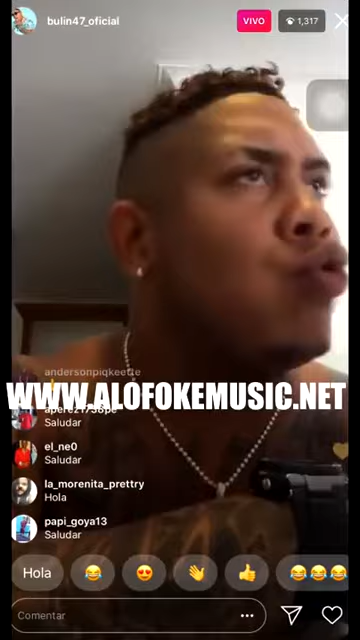 bulin47_oficial
VIVO
1,317
andersonpiqkeette
WWW.ALOFOKEMUSIC.NET
Saludar
el_ne0
Saludar
la_morenita_prettry
Hola
papi_goya13
Saludar
Hola
Comentar